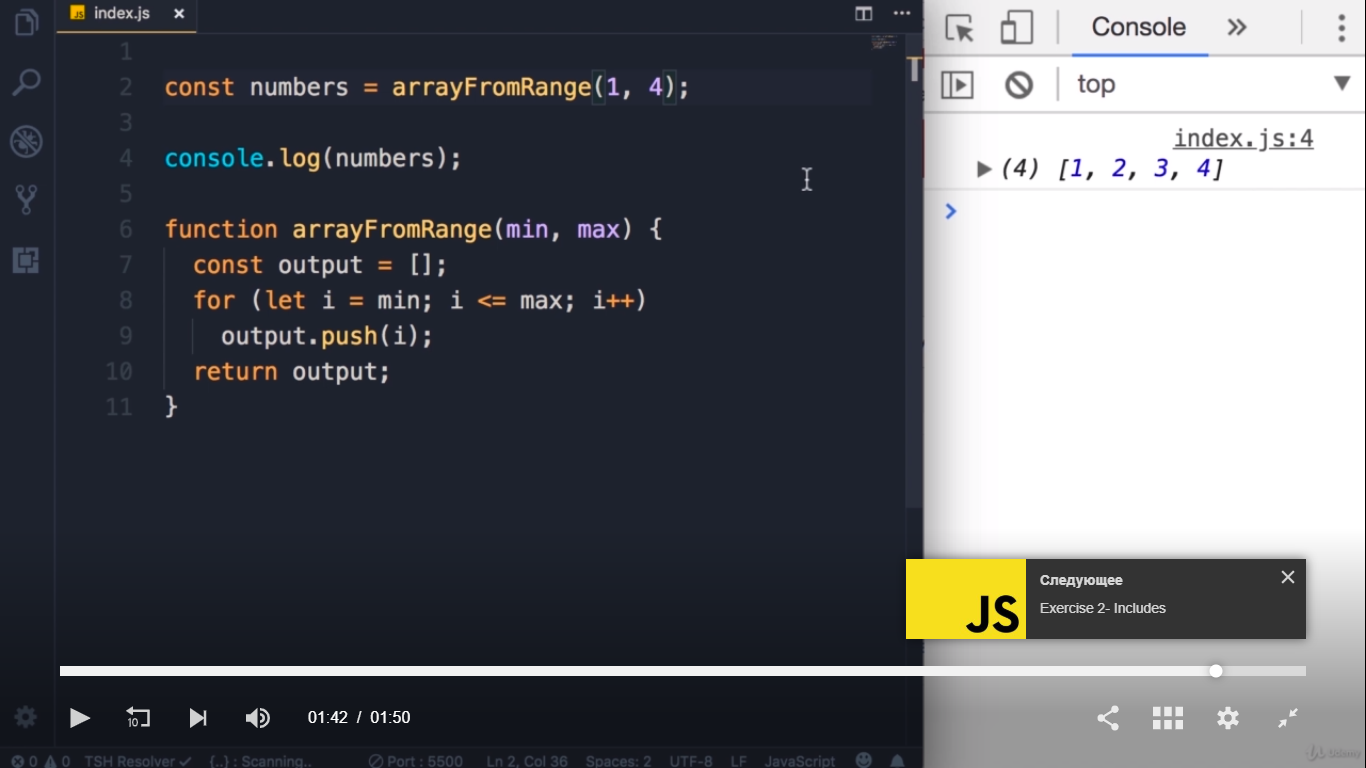 JS index.js ×
1
2 const numbers = arrayFromRange(1, 4);
3
4 console.log(numbers);
5
6 function arrayFromRange(min, max) {
7 const output = [];
8 for (let i = min; i <= max; i++)
9 output.push(i);
10 return output;
11 }
Console »
top
index.js:4
(4) [1, 2, 3, 4]
>
JS
Следующее
Exercise 2- Includes
10
01:42 / 01:50
0 0 TSH Resolver {..} : Scanning.. Port : 5500 Ln 2, Col 36 Spaces: 2 UTF-8 LF JavaScript
Udemy